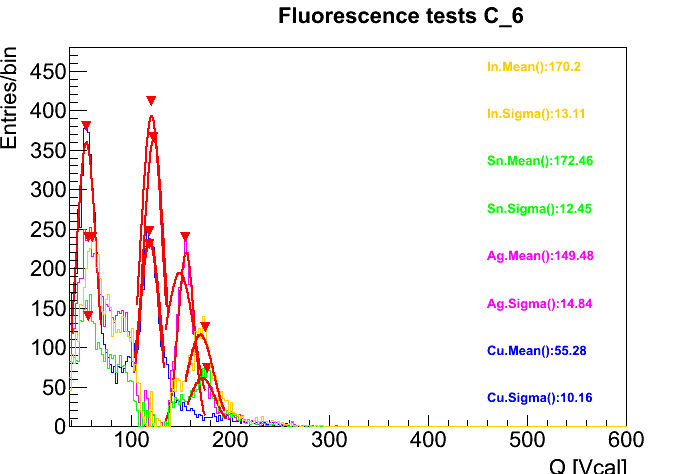 Fluorescence tests C_6
Entries/bin
450
400
350
300
250
200
150
100
50
0
100
200
300
400
500
600
Q [Vcal]
In.Mean():170.2
In.Sigma():13.11
Sn.Mean():172.46
Sn.Sigma():12.45
Ag.Mean():149.48
Ag.Sigma():14.84
Cu.Mean():55.28
Cu.Sigma():10.16